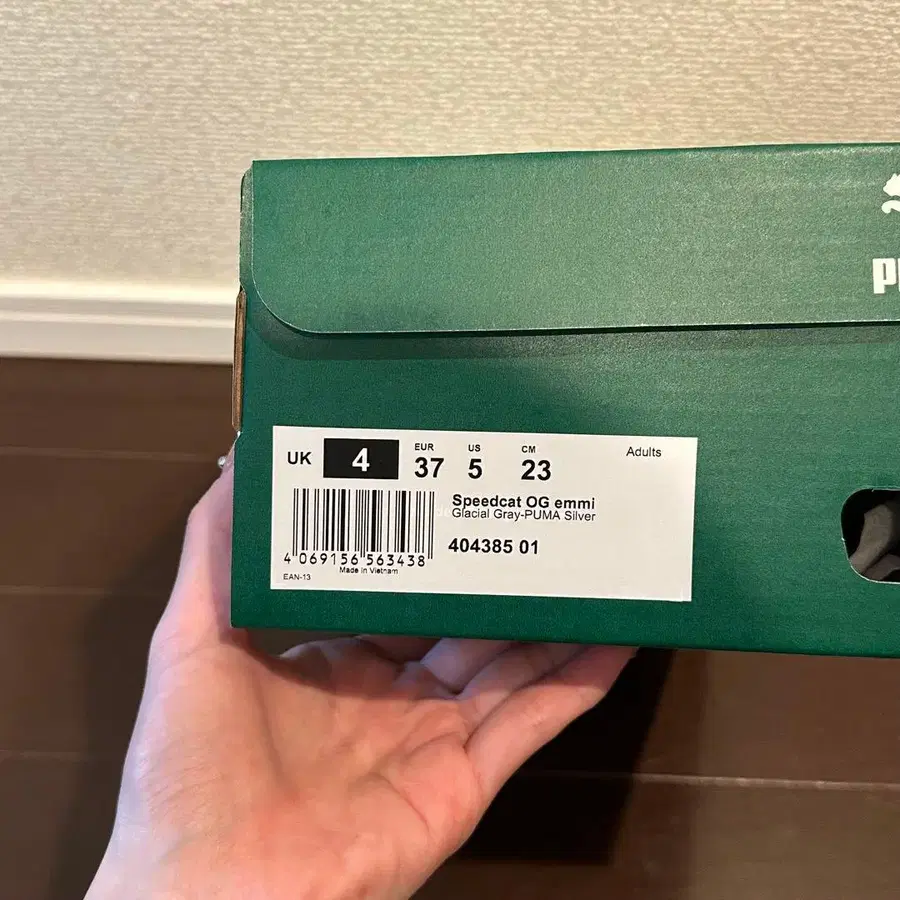 PU
UK 4 EUR 37 US 5 CM 23 Adults
Speedcat OG emmi
Glacial Gray-PUMA Silver
404385 01
4 069156 563438
Made in Vietnam
EAN-13